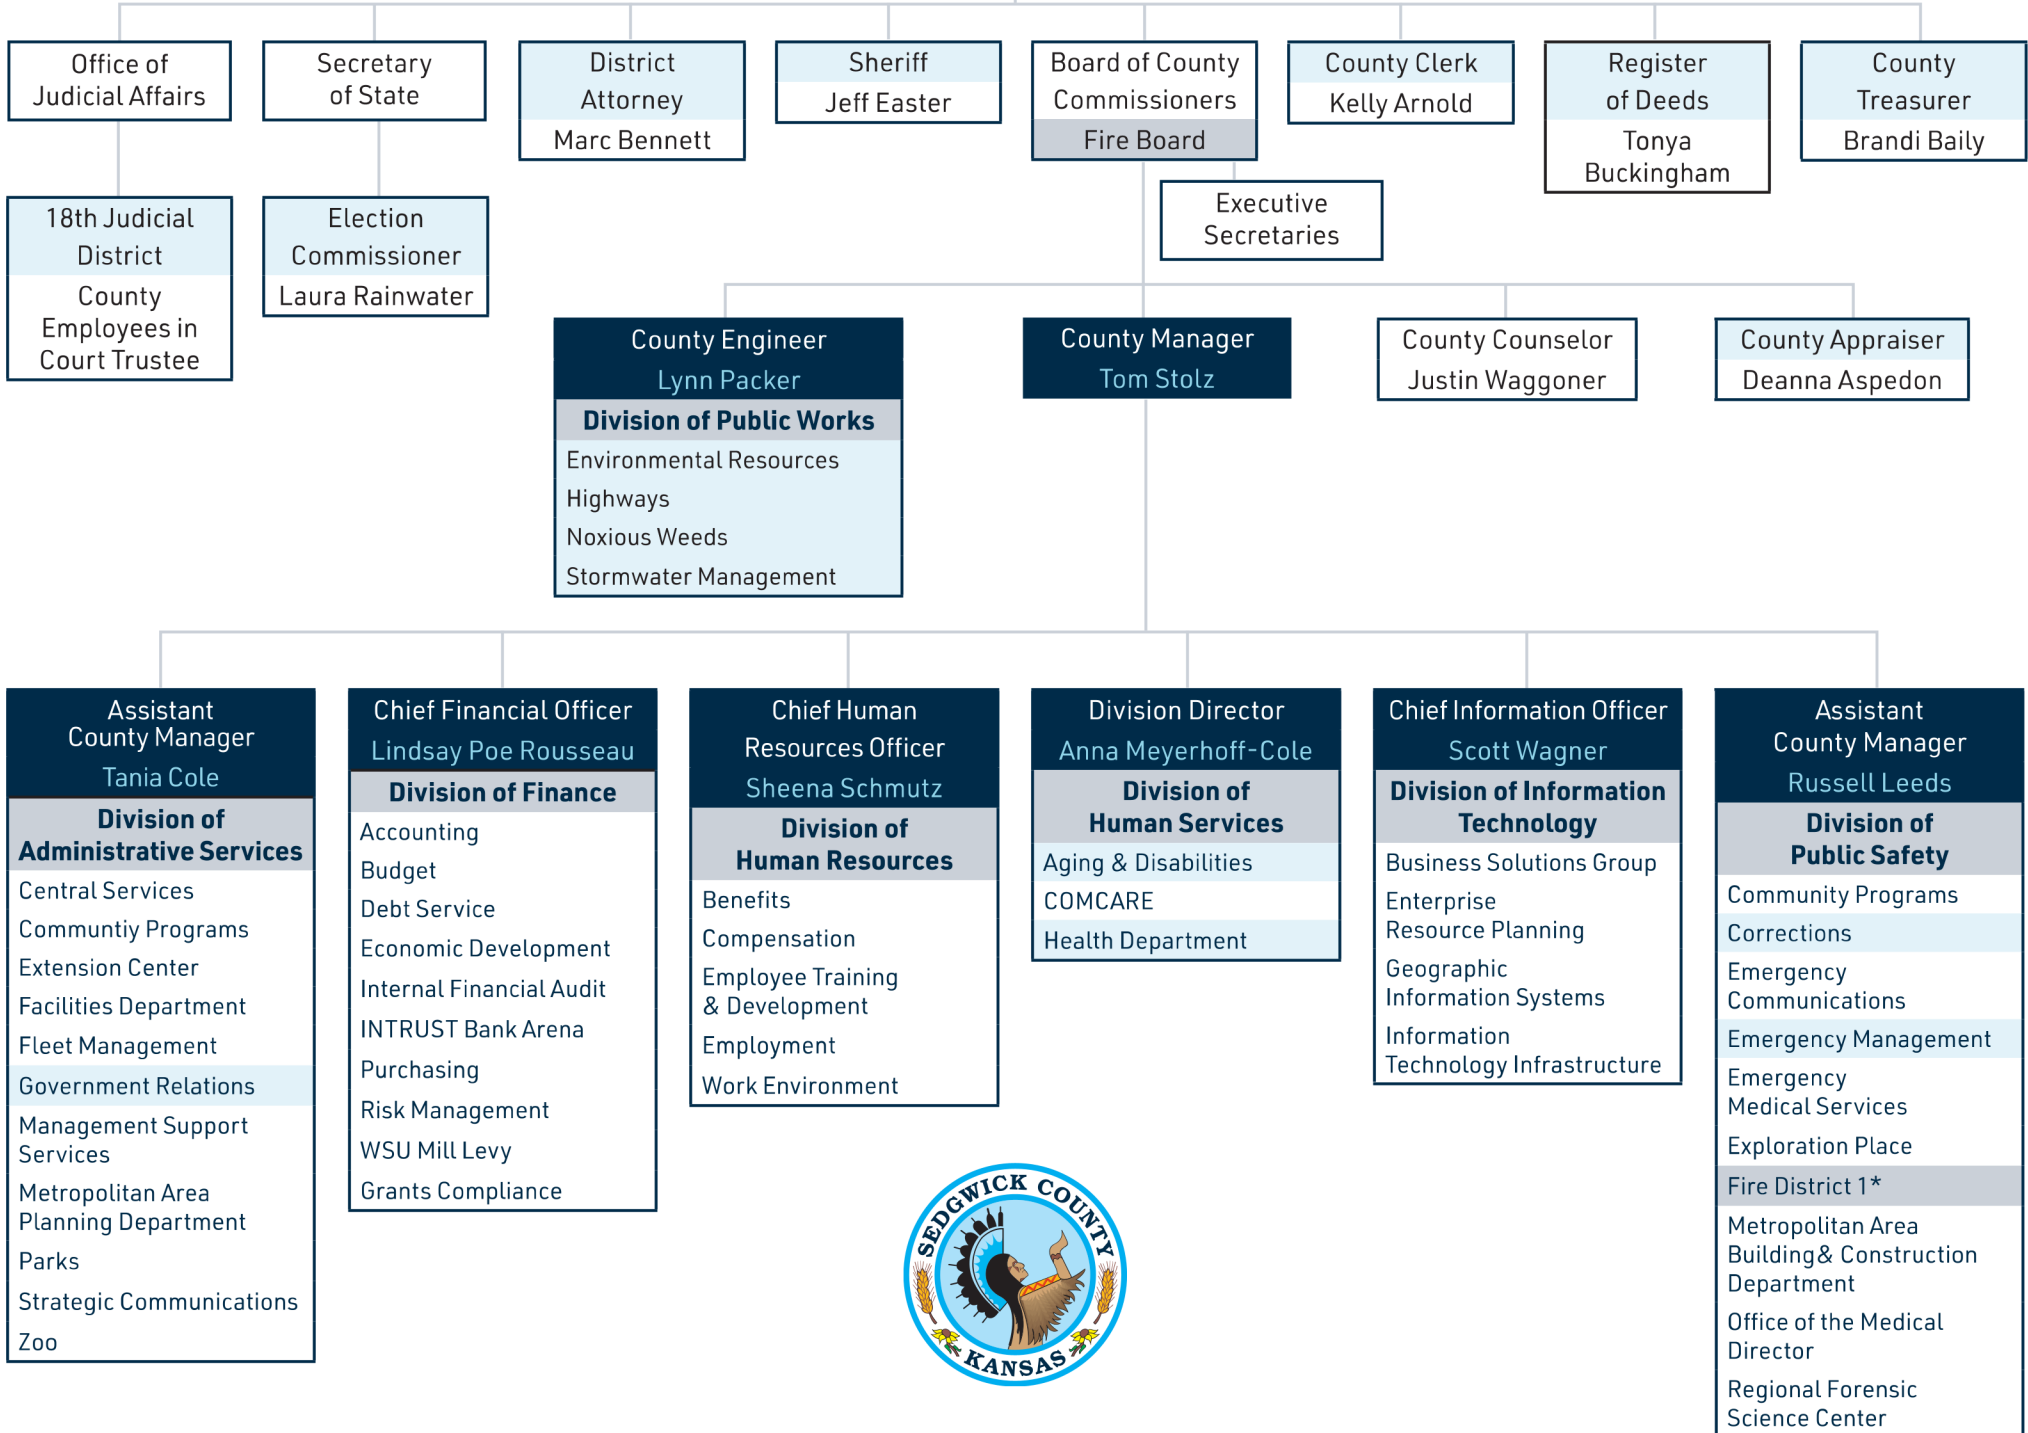 Office of
Judicial Affairs
Secretary
of State
District
Attorney
Marc Bennett
Sheriff
Jeff Easter
Board of County
Commissioners
Fire Board
County Clerk
Kelly Arnold
Register
of Deeds
Tonya
Buckingham
County
Treasurer
Brandi Baily
18th Judicial
District
County
Employees in
Court Trustee
Election
Commissioner
Laura Rainwater
Executive
Secretaries
County Engineer
Lynn Packer
Division of Public Works
Environmental Resources
Highways
Noxious Weeds
Stormwater Management
County Manager
Tom Stolz
County Counselor
Justin Waggoner
County Appraiser
Deanna Aspedon
Assistant
County Manager
Tania Cole
Division of
Administrative Services
Central Services
Communtiy Programs
Extension Center
Facilities Department
Fleet Management
Government Relations
Management Support
Services
Metropolitan Area
Planning Department
Parks
Strategic Communications
Zoo
Chief Financial Officer
Lindsay Poe Rousseau
Division of Finance
Accounting
Budget
Debt Service
Economic Development
Internal Financial Audit
INTRUST Bank Arena
Purchasing
Risk Management
WSU Mill Levy
Grants Compliance
Chief Human
Resources Officer
Sheena Schmutz
Division of
Human Resources
Benefits
Compensation
Employee Training
& Development
Employment
Work Environment
Division Director
Anna Meyerhoff-Cole
Division of
Human Services
Aging & Disabilities
COMCARE
Health Department
Chief Information Officer
Scott Wagner
Division of Information
Technology
Business Solutions Group
Enterprise
Resource Planning
Geographic
Information Systems
Information
Technology Infrastructure
Assistant
County Manager
Russell Leeds
Division of
Public Safety
Community Programs
Corrections
Emergency
Communications
Emergency Management
Emergency
Medical Services
Exploration Place
Fire District 1*
Metropolitan Area
Building& Construction
Department
Office of the Medical
Director
Regional Forensic
Science Center
SEDGWICK COUNTY
KANSAS